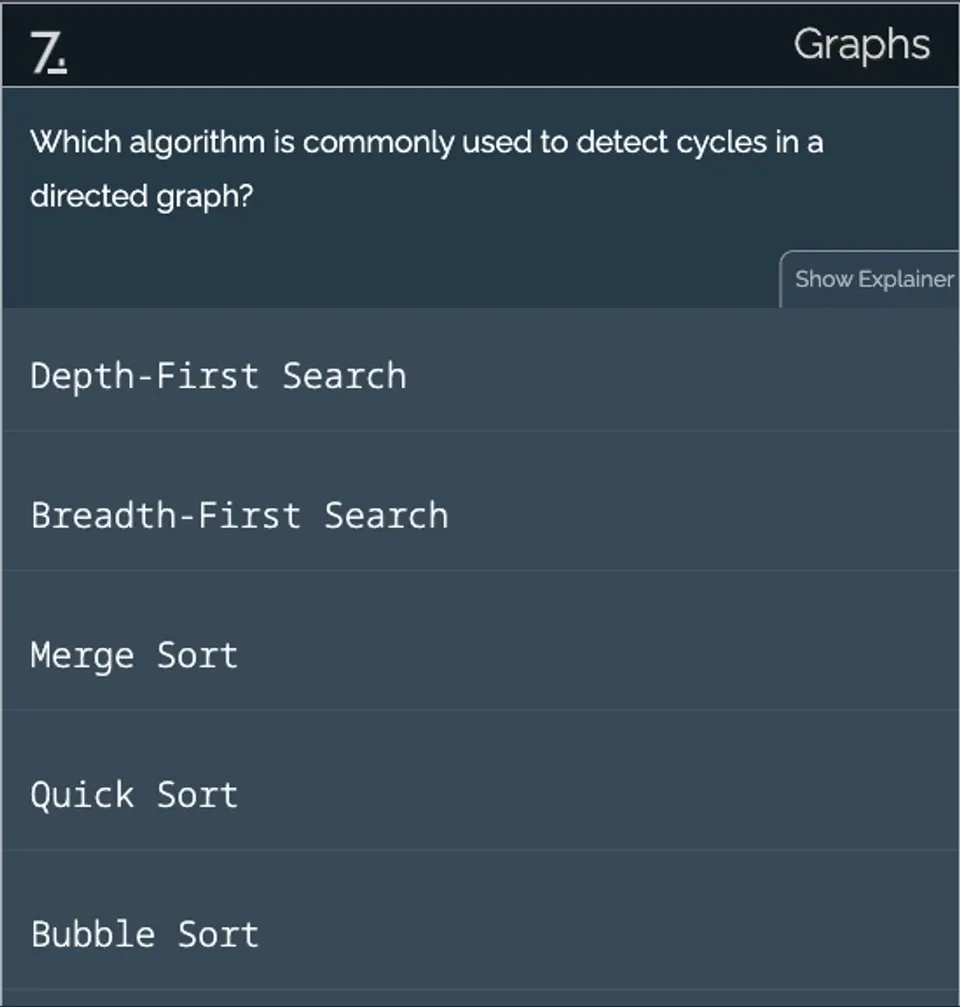 7.
Graphs
Which algorithm is commonly used to detect cycles in a
directed graph?
Show Explainer
Depth-First Search
Breadth-First Search
Merge Sort
Quick Sort
Bubble Sort